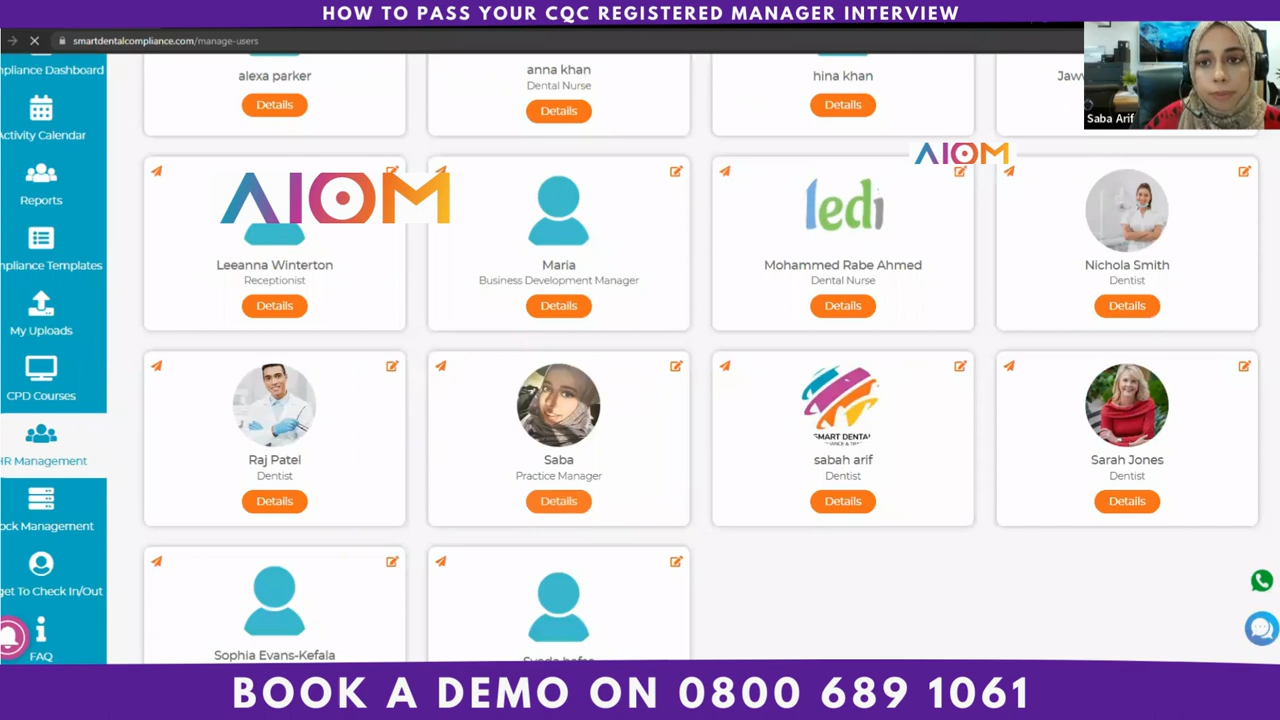 HOW TO PASS YOUR CQC REGISTERED MANAGER INTERVIEW
smartdentalcompliance.com/manage-users
Saba Arif
mpliance Dashboard
Activity Calendar
Reports
mpliance Templates
My Uploads
CPD Courses
HR Management
ock Management
get To Check In/Out
FAQ
alexa parker
Details
anna khan
Dental Nurse
Details
hina khan
Details
AIOM
AIOM
Leeanna Winterton
Receptionist
Details
Maria
Business Development Manager
Details
ledi
Mohammed Rabe Ahmed
Dental Nurse
Details
Nichola Smith
Dentist
Details
Raj Patel
Dentist
Details
Saba
Practice Manager
Details
SMART DENTAL
sabah arif
Dentist
Details
Sarah Jones
Dentist
Details
Sophia Evans-Kefala
BOOK A DEMO ON 0800 689 1061